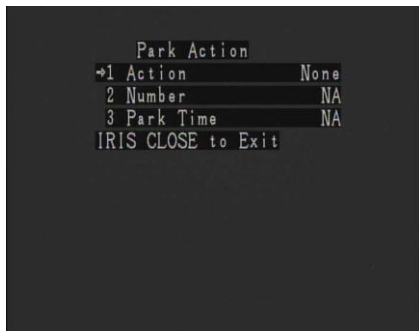 Park Action
→1 Action None
2 Number NA
3 Park Time NA
IRIS CLOSE to Exit